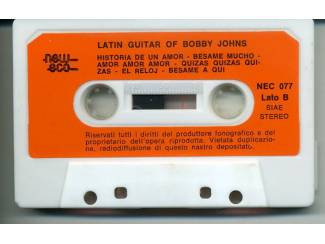 LATIN GUITAR OF BOBBY JOHNS
new eco
HISTORIA DE UN AMOR - BESAME MUCHO -
AMOR AMOR AMOR - QUIZAS QUIZAS QUI-
ZAS - EL RELOJ - BESAME A QUI
NEC 077
Lato B
SIAE
STEREO
Riservati tutti i diritti del produttore fonografico e del
proprietario dell'opera riprodotta. Vietata duplicazio-
ne, radiodiffusione di questo nastro depositato.